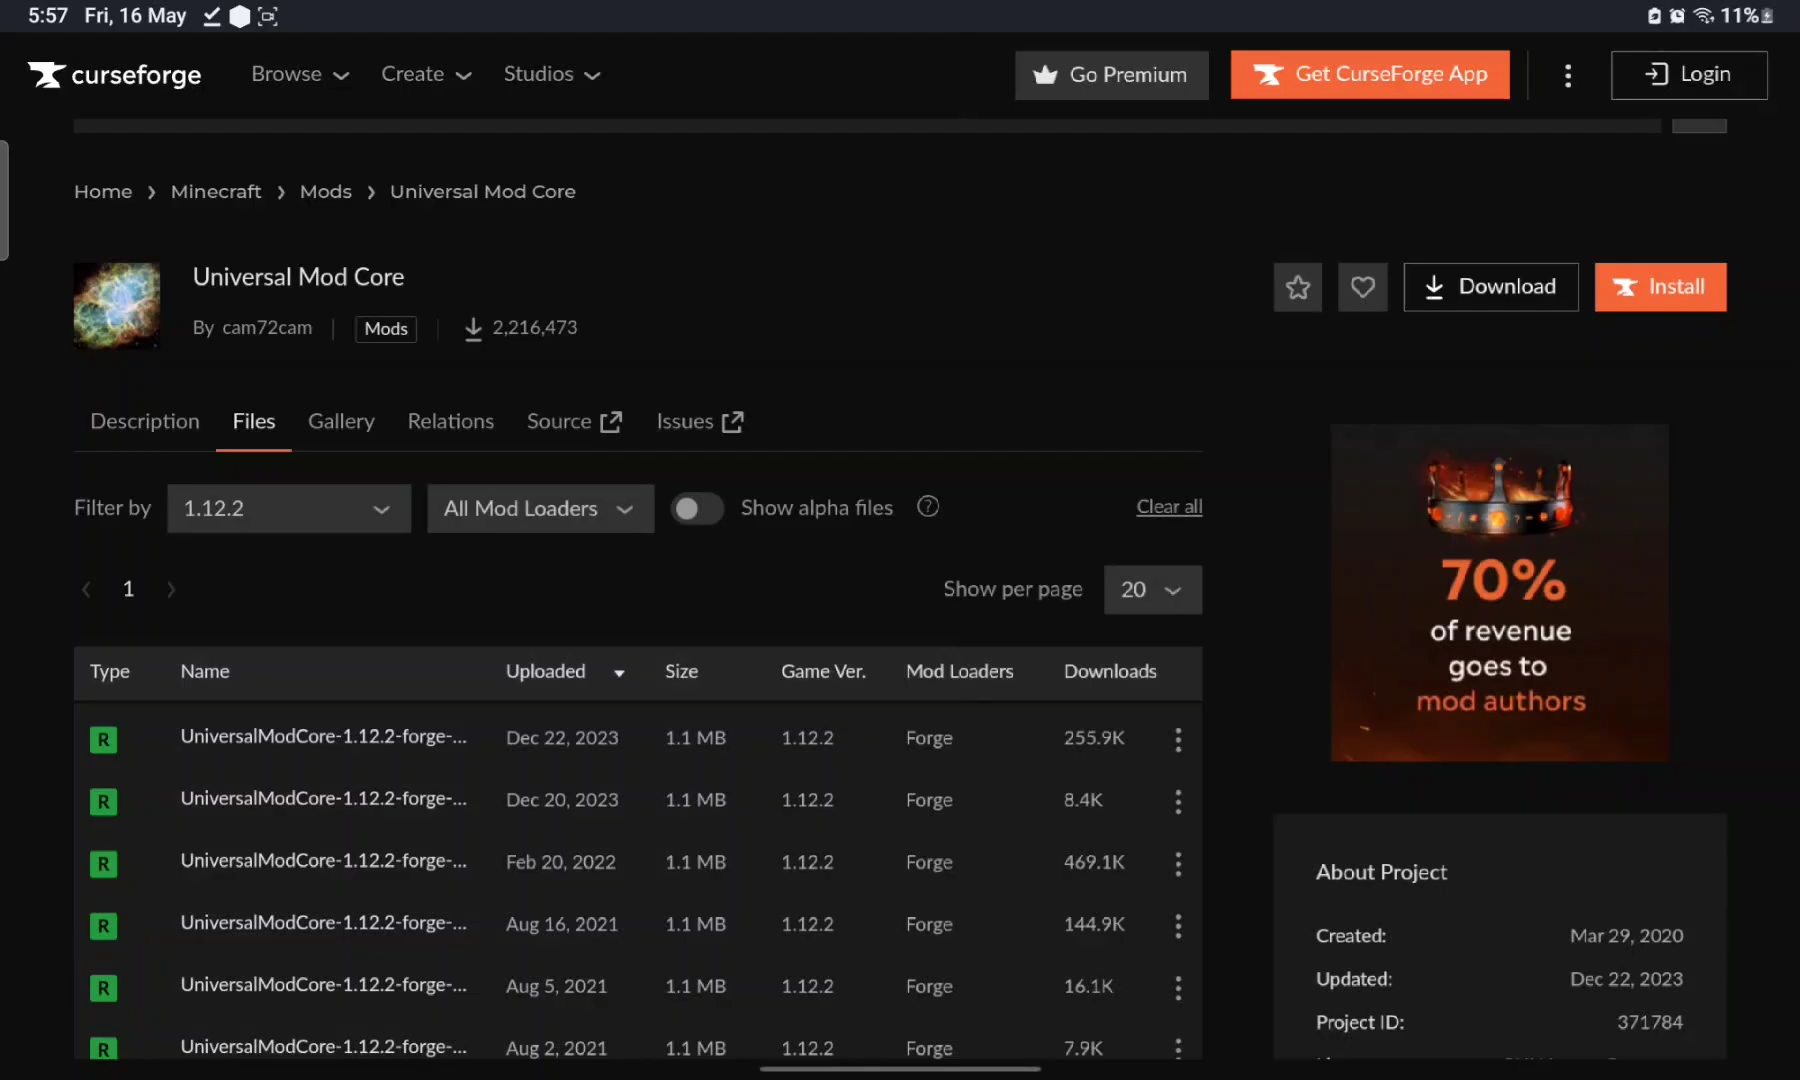 5:57 Fri, 16 May 11%
curseforge Browse Create Studios Go Premium Get CurseForge App Login
Home > Minecraft > Mods > Universal Mod Core
Universal Mod Core
By cam72cam | Mods | 2,216,473
Download Install
Description Files Gallery Relations Source Issues
Filter by 1.12.2 All Mod Loaders Show alpha files ? Clear all
< 1 > Show per page 20
Type Name Uploaded Size Game Ver. Mod Loaders Downloads
R UniversalModCore-1.12.2-forge-... Dec 22, 2023 1.1 MB 1.12.2 Forge 255.9K
R UniversalModCore-1.12.2-forge-... Dec 20, 2023 1.1 MB 1.12.2 Forge 8.4K
R UniversalModCore-1.12.2-forge-... Feb 20, 2022 1.1 MB 1.12.2 Forge 469.1K
R UniversalModCore-1.12.2-forge-... Aug 16, 2021 1.1 MB 1.12.2 Forge 144.9K
R UniversalModCore-1.12.2-forge-... Aug 5, 2021 1.1 MB 1.12.2 Forge 16.1K
R UniversalModCore-1.12.2-forge-... Aug 2, 2021 1.1 MB 1.12.2 Forge 7.9K
70%
of revenue
goes to
mod authors
About Project
Created: Mar 29, 2020
Updated: Dec 22, 2023
Project ID: 371784